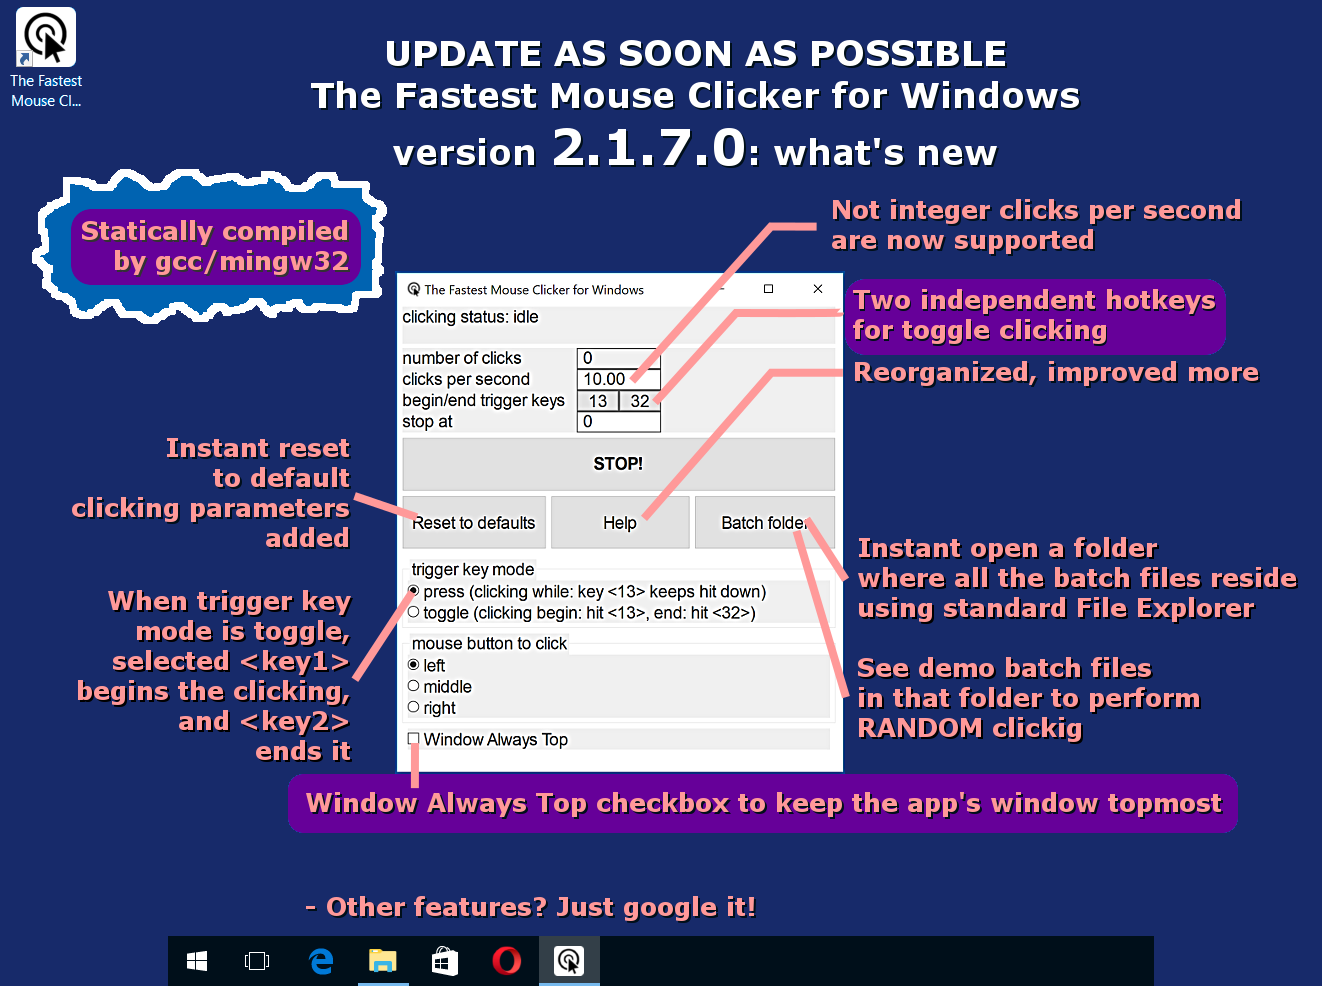 The Fastest
Mouse Cl...
UPDATE AS SOON AS POSSIBLE
The Fastest Mouse Clicker for Windows
version 2.1.7.0: what's new
Statically compiled
by gcc/mingw32
Not integer clicks per second
are now supported
Two independent hotkeys
for toggle clicking
Reorganized, improved more
The Fastest Mouse Clicker for Windows
clicking status: idle
number of clicks 0
clicks per second 10.00
begin/end trigger keys 13 32
stop at 0
STOP!
Reset to defaults Help Batch folder
trigger key mode
press (clicking while: key <13> keeps hit down)
toggle (clicking begin: hit <13>, end: hit <32>)
mouse button to click
left
middle
right
Window Always Top
Instant reset
to default
clicking parameters
added
When trigger key
mode is toggle,
selected <key1>
begins the clicking,
and <key2>
ends it
Instant open a folder
where all the batch files reside
using standard File Explorer
See demo batch files
in that folder to perform
RANDOM clickig
Window Always Top checkbox to keep the app's window topmost
- Other features? Just google it!